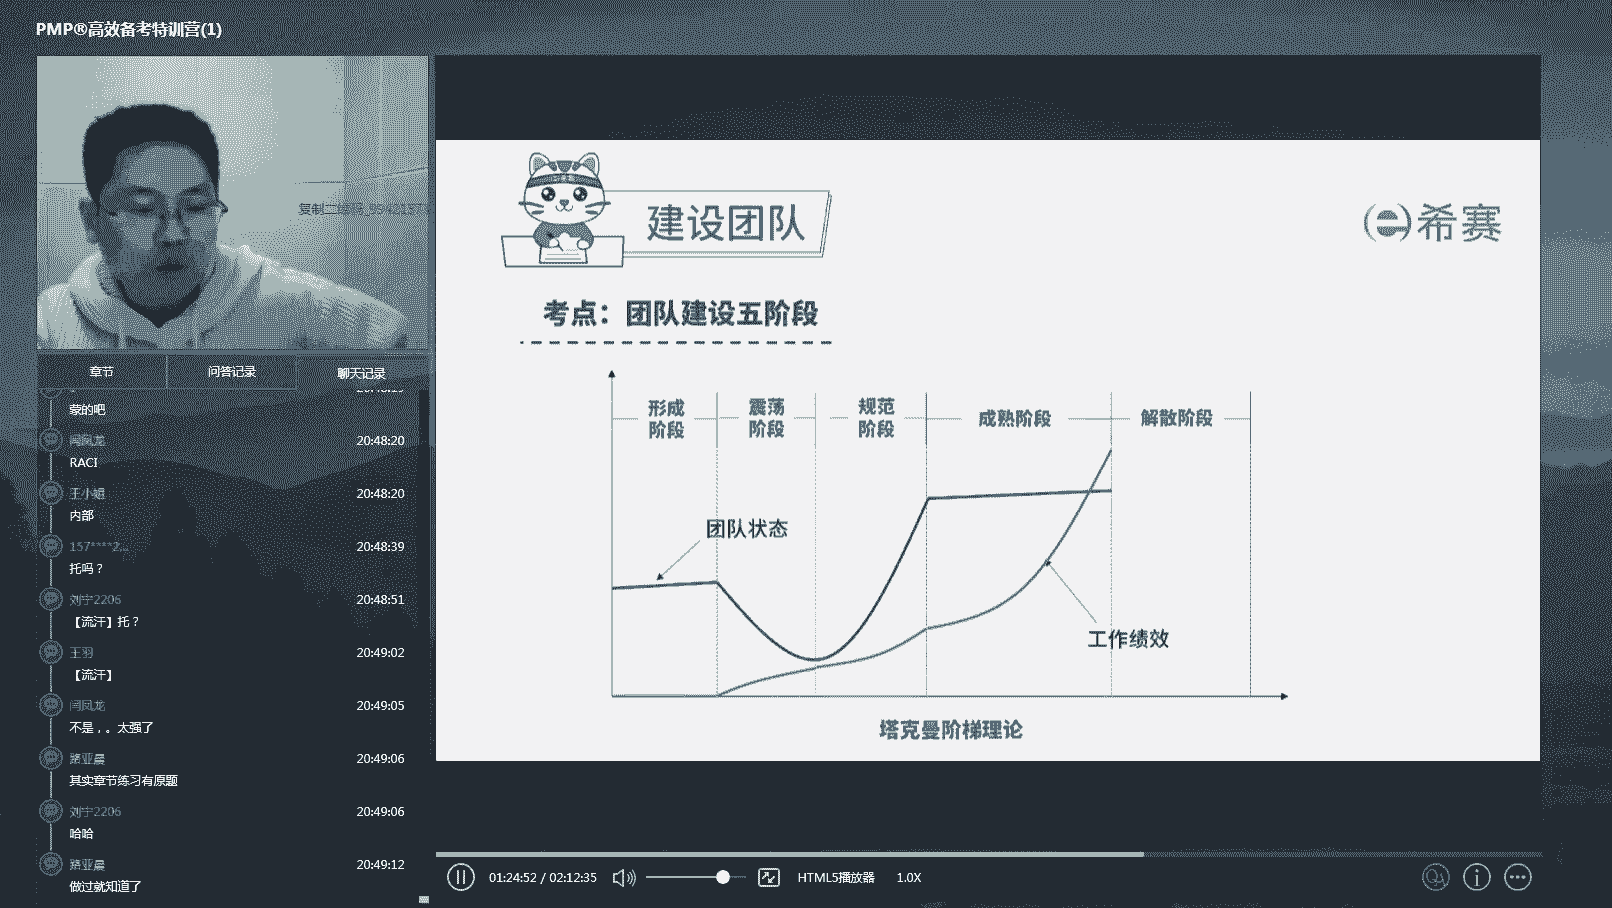 PMP®高效备考特训营(1)
章节
问答记录
聊天记录
蒙的吧
闫凤龙
20:48:20
RACI
王小姐
20:48:20
内部
157****2...
20:48:39
托吗？
刘宁2206
20:48:51
【流汗】托？
王羽
20:49:02
【流汗】
闫凤龙
20:49:05
不是，。太强了
路亚晨
20:49:06
其实章节练习有原题
刘宁2206
20:49:06
哈哈
路亚晨
20:49:12
做过就知道了
建设团队
希赛
考点：团队建设五阶段
形成
阶段
震荡
阶段
规范
阶段
成熟阶段
解散阶段
团队状态
工作绩效
塔克曼阶梯理论
01:24:52 / 02:12:35
HTML5播放器
1.0X